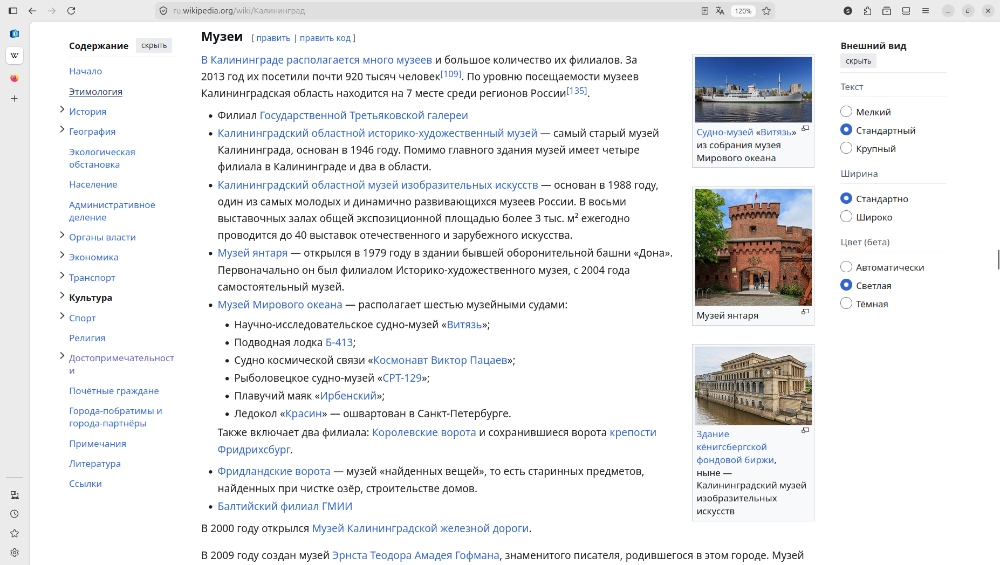 ru.wikipedia.org/wiki/Калининград
120%
S
W
Содержание скрыть
Начало
Этимология
История
География
Экологическая
обстановка
Население
Административное
деление
Органы власти
Экономика
Транспорт
Культура
Спорт
Религия
Достопримечательност
и
Почётные граждане
Города-побратимы и
города-партнёры
Примечания
Литература
Ссылки
Музеи [ править | править код ]
В Калининграде располагается много музеев и большое количество их филиалов. За
2013 год их посетили почти 920 тысяч человек[109]. По уровню посещаемости музеев
Калининградская область находится на 7 месте среди регионов России[135].
• Филиал Государственной Третьяковской галереи
• Калининградский областной историко-художественный музей — самый старый музей
Калининграда, основан в 1946 году. Помимо главного здания музей имеет четыре
филиала в Калининграде и два в области.
• Калининградский областной музей изобразительных искусств — основан в 1988 году,
один из самых молодых и динамично развивающихся музеев России. В восьми
выставочных залах общей экспозиционной площадью более 3 тыс. м² ежегодно
проводится до 40 выставок отечественного и зарубежного искусства.
• Музей янтаря — открылся в 1979 году в здании бывшей оборонительной башни «Дона».
Первоначально он был филиалом Историко-художественного музея, с 2004 года
самостоятельный музей.
• Музей Мирового океана — располагает шестью музейными судами:
• Научно-исследовательское судно-музей «Витязь»;
• Подводная лодка Б-413;
• Судно космической связи «Космонавт Виктор Пацаев»;
• Рыболовецкое судно-музей «СРТ-129»;
• Плавучий маяк «Ирбенский»;
• Ледокол «Красин» — ошвартован в Санкт-Петербурге.
Также включает два филиала: Королевские ворота и сохранившиеся ворота крепости
Фридрихсбург.
• Фридландские ворота — музей «найденных вещей», то есть старинных предметов,
найденных при чистке озёр, строительстве домов.
• Балтийский филиал ГМИИ
В 2000 году открылся Музей Калининградской железной дороги.
В 2009 году создан музей Эрнста Теодора Амадея Гофмана, знаменитого писателя, родившегося в этом городе. Музей
Судно-музей «Витязь»
из собрания музея
Мирового океана
Музей янтаря
Здание
кёнигсбергской
фондовой биржи,
ныне —
Калининградский музей
изобразительных
искусств
Внешний вид
скрыть
Текст
Мелкий
Стандартный
Крупный
Ширина
Стандартно
Широко
Цвет (бета)
Автоматически
Светлая
Тёмная